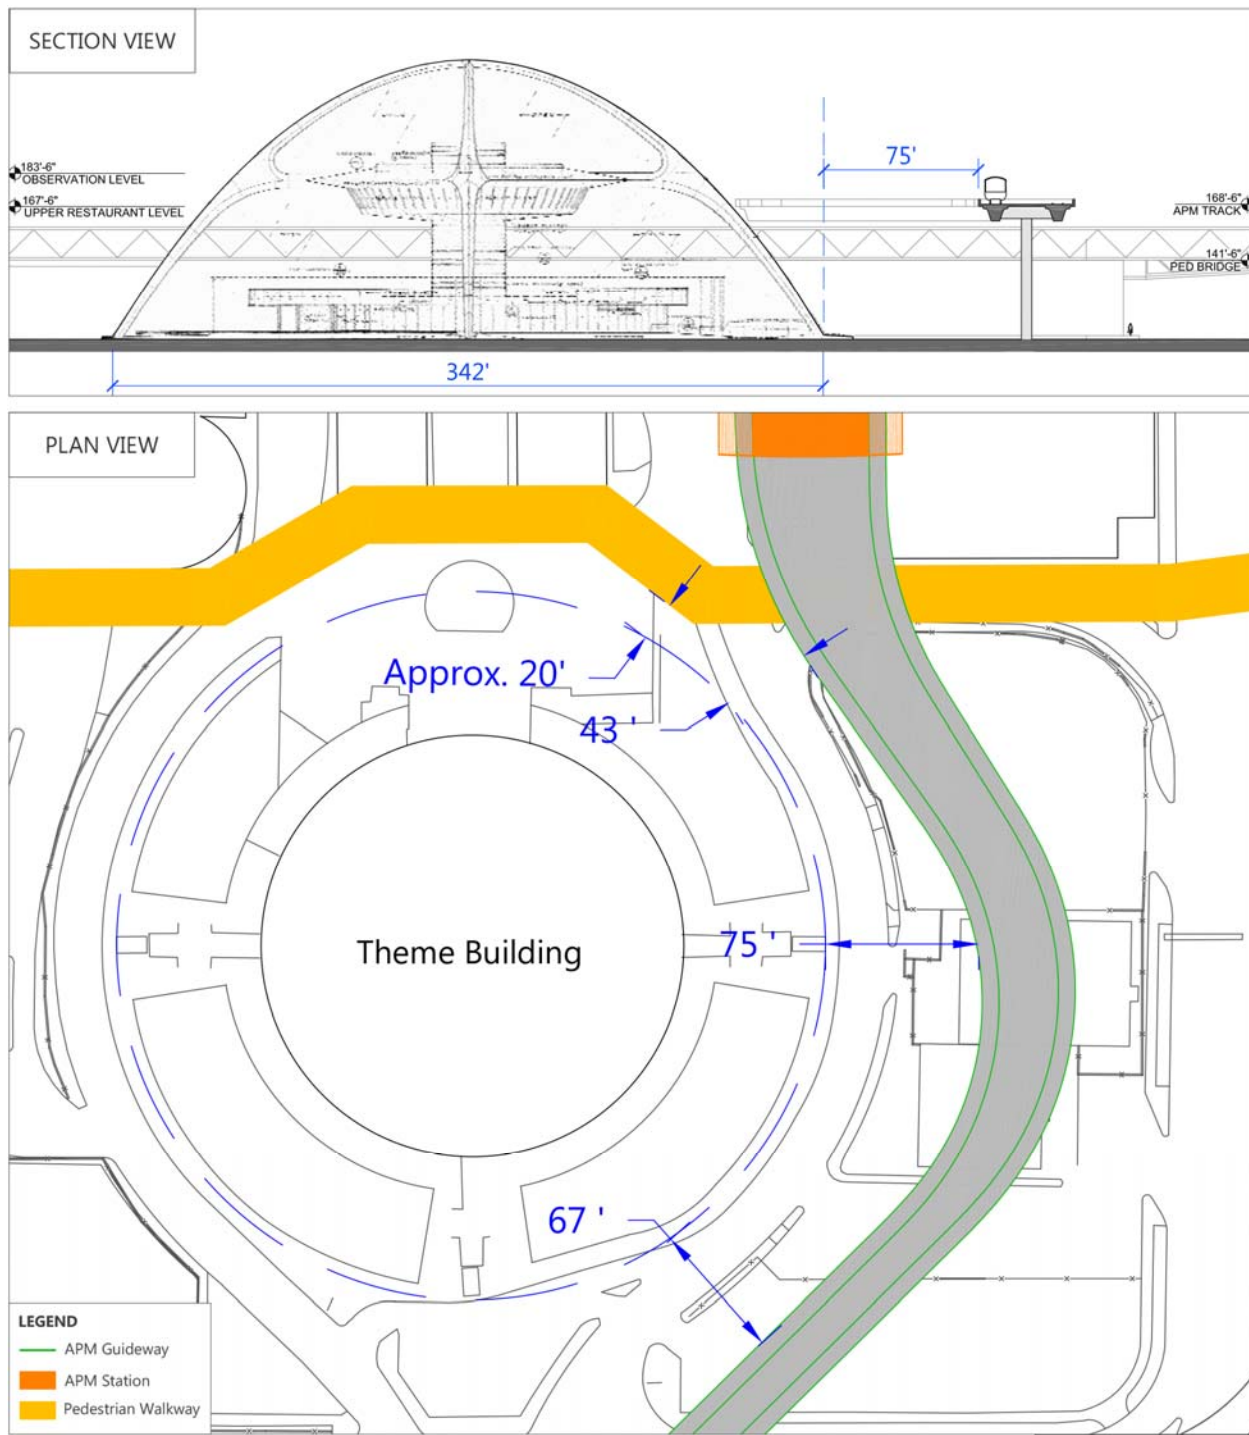 SECTION VIEW
183'-6"
OBSERVATION LEVEL
167'-6"
UPPER RESTAURANT LEVEL
75'
168'-6"
APM TRACK
141'-6"
PED BRIDGE
342'
PLAN VIEW
Approx. 20'
43 '
Theme Building
75 '
67 '
LEGEND
APM Guideway
APM Station
Pedestrian Walkway